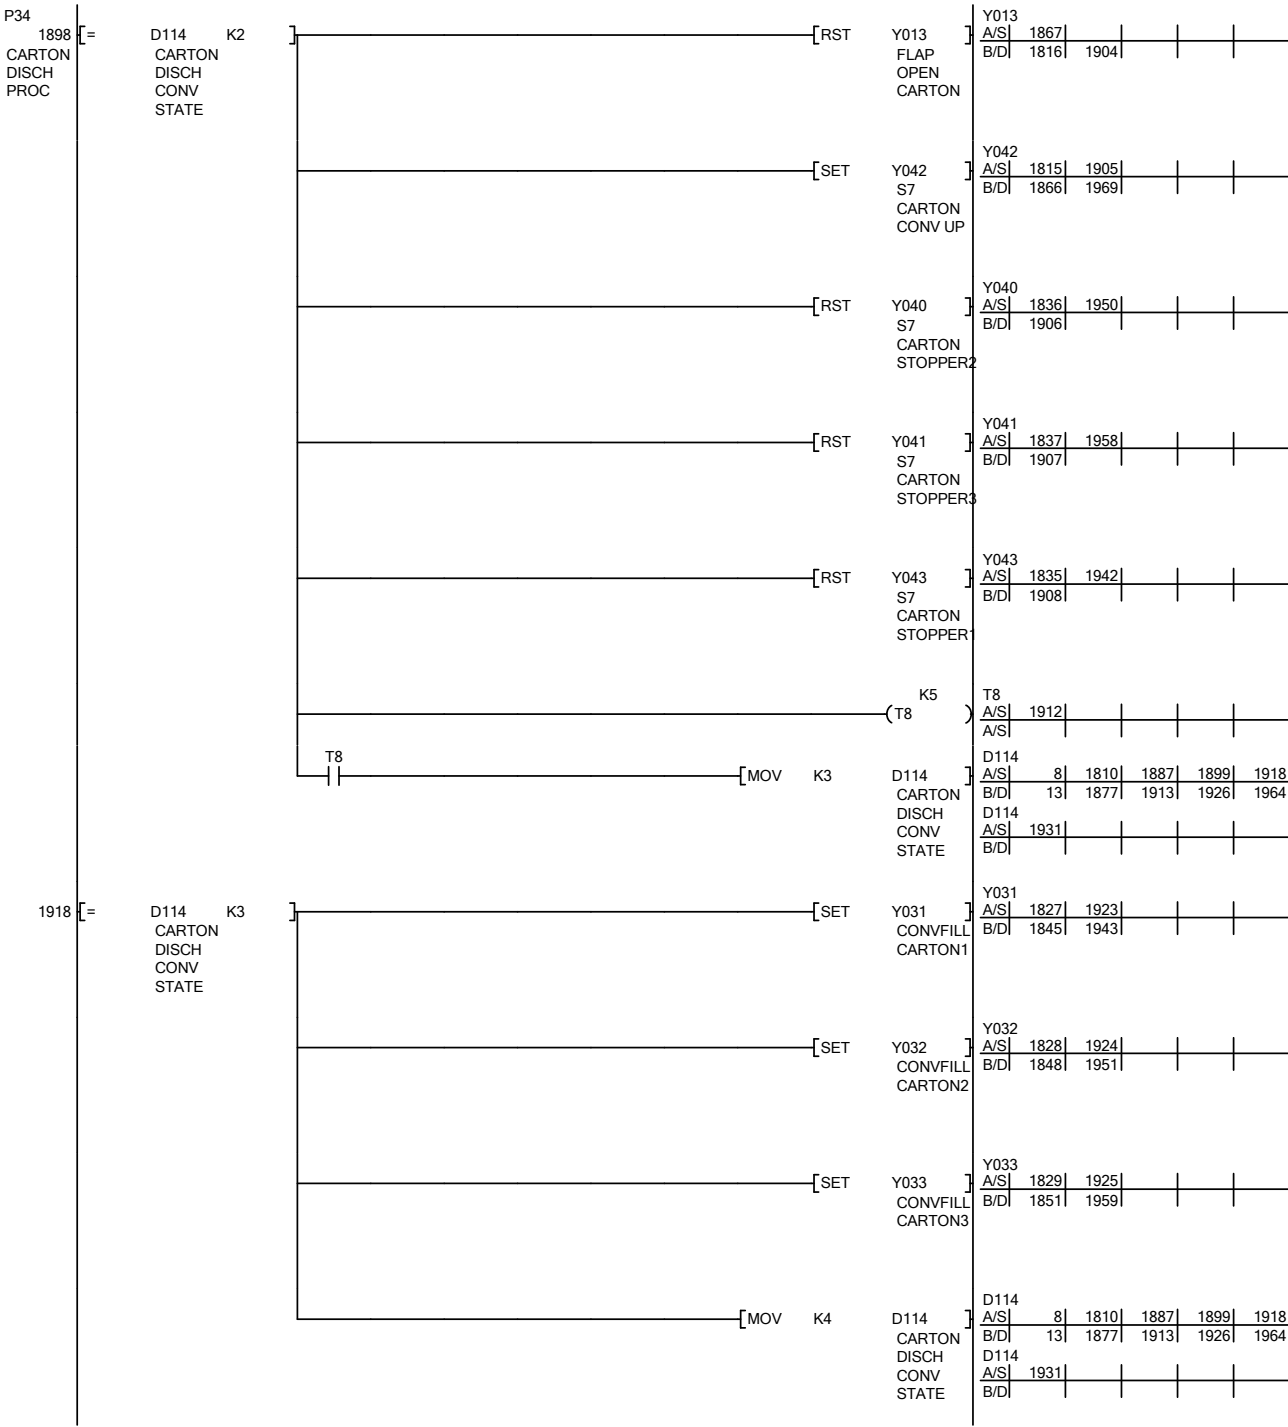 P34
1898 [= D114 K2 ] [RST Y013 ] Y013
A/S 1867
CARTON CARTON FLAP B/D 1816 1904
DISCH DISCH OPEN
PROC CONV CARTON
STATE
Y042
[SET Y042 ] A/S 1815 1905
S7 B/D 1866 1969
CARTON
CONV UP
Y040
[RST Y040 ] A/S 1836 1950
S7 B/D 1906
CARTON
STOPPER2
Y041
[RST Y041 ] A/S 1837 1958
S7 B/D 1907
CARTON
STOPPER3
Y043
[RST Y043 ] A/S 1835 1942
S7 B/D 1908
CARTON
STOPPER1
K5 T8
(T8 ) A/S 1912
A/S
T8 D114
[MOV K3 D114 ] A/S 8 1810 1887 1899 1918
CARTON B/D 13 1877 1913 1926 1964
DISCH D114
CONV A/S 1931
STATE B/D
Y031
1918 [= D114 K3 ] [SET Y031 ] A/S 1827 1923
CARTON CONVFILL B/D 1845 1943
DISCH CARTON1
CONV
STATE
Y032
[SET Y032 ] A/S 1828 1924
CONVFILL B/D 1848 1951
CARTON2
Y033
[SET Y033 ] A/S 1829 1925
CONVFILL B/D 1851 1959
CARTON3
D114
[MOV K4 D114 ] A/S 8 1810 1887 1899 1918
CARTON B/D 13 1877 1913 1926 1964
DISCH D114
CONV A/S 1931
STATE B/D